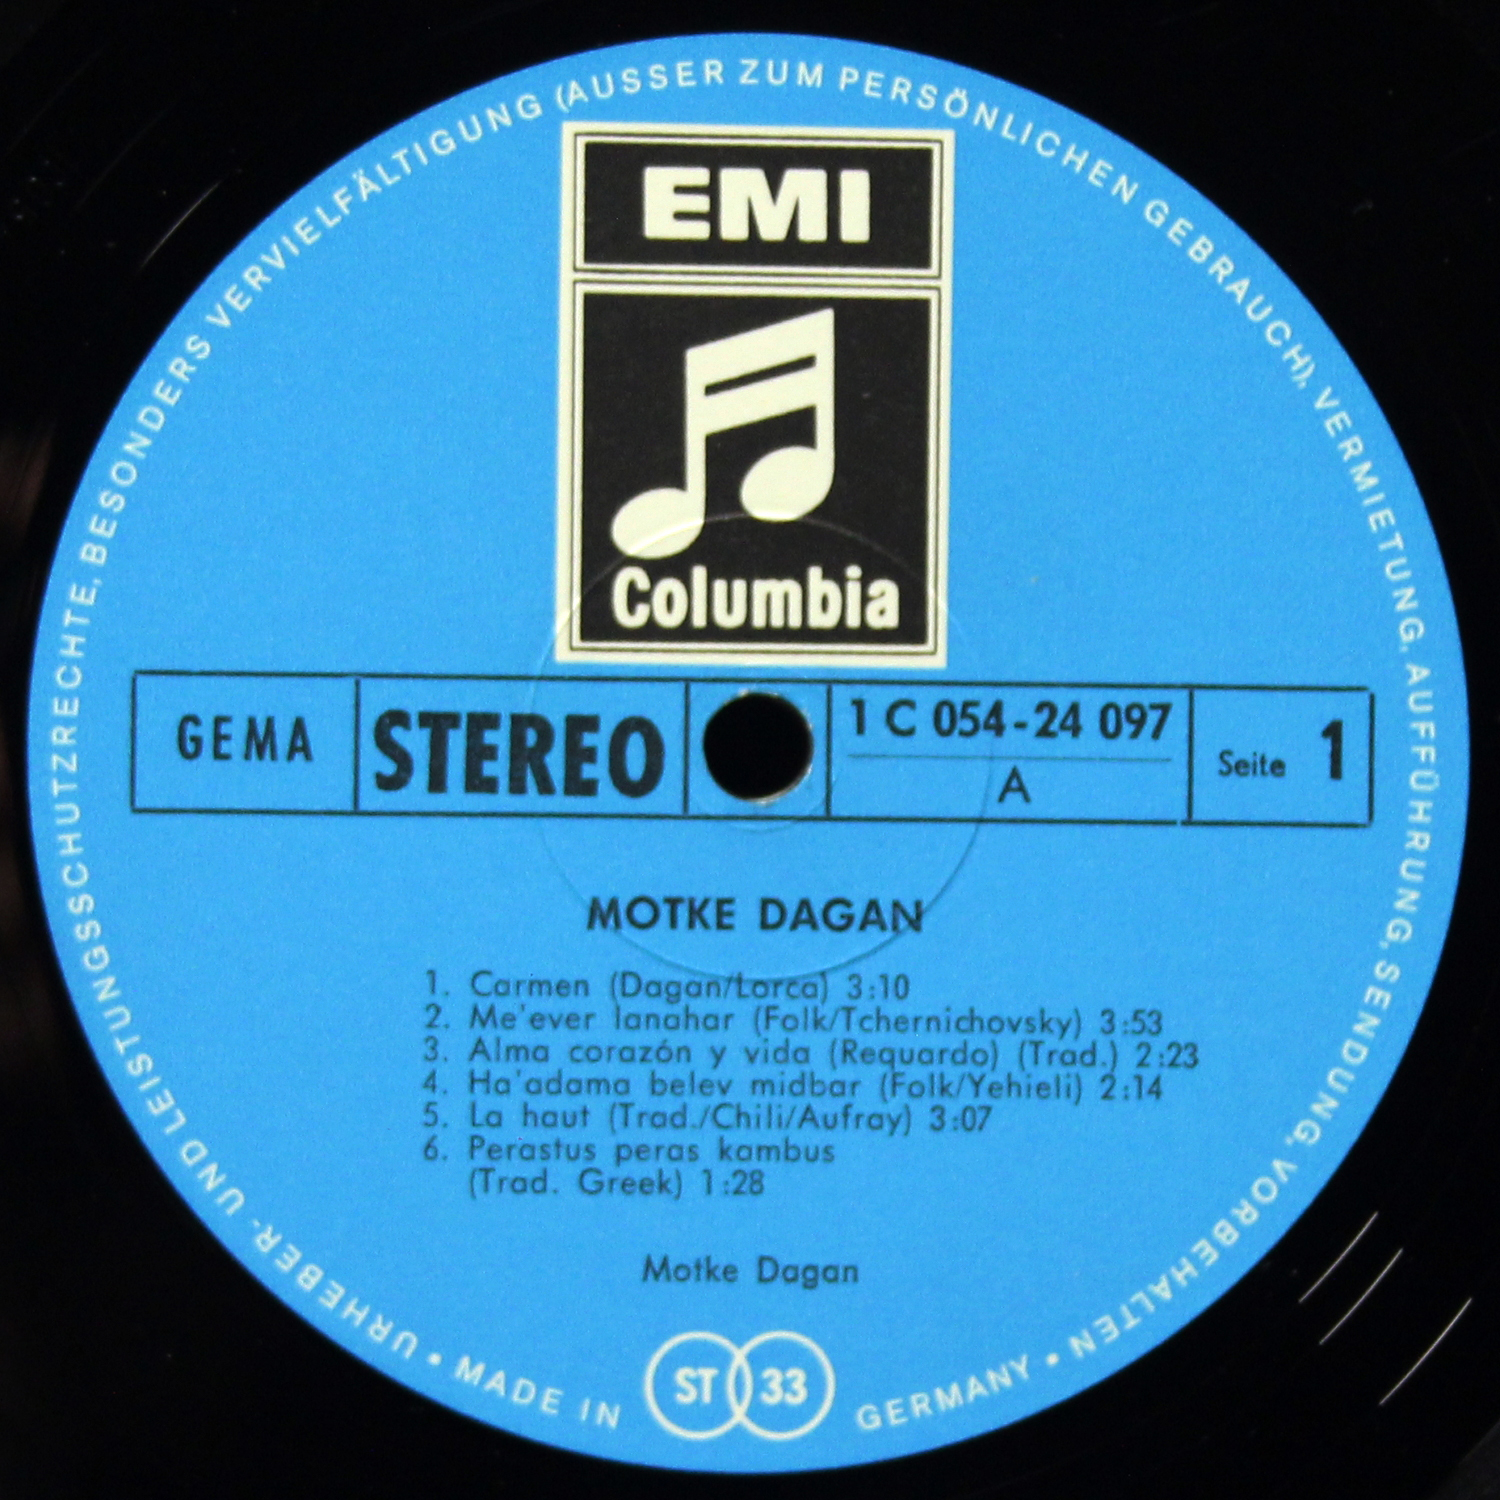 URHEBER- UND LEISTUNGSSCHUTZRECHTE, BESONDERS VERVIELFÄLTIGUNG (AUSSER ZUM PERSÖNLICHEN GEBRAUCH), VERMIETUNG, AUFFÜHRUNG, SENDUNG, VORBEHALTEN •
EMI
Columbia
GEMA
STEREO
1 C 054-24 097
A
Seite 1
MOTKE DAGAN
1. Carmen (Dagan/Lorca) 3:10
2. Me'ever lanahar (Folk/Tchernichovsky) 3:53
3. Alma corazón y vida (Requardo) (Trad.) 2:23
4. Ha'adama belev midbar (Folk/Yehieli) 2:14
5. La haut (Trad./Chili/Aufray) 3:07
6. Perastus peras kambus
(Trad. Greek) 1:28
Motke Dagan
ST 33
• MADE IN GERMANY